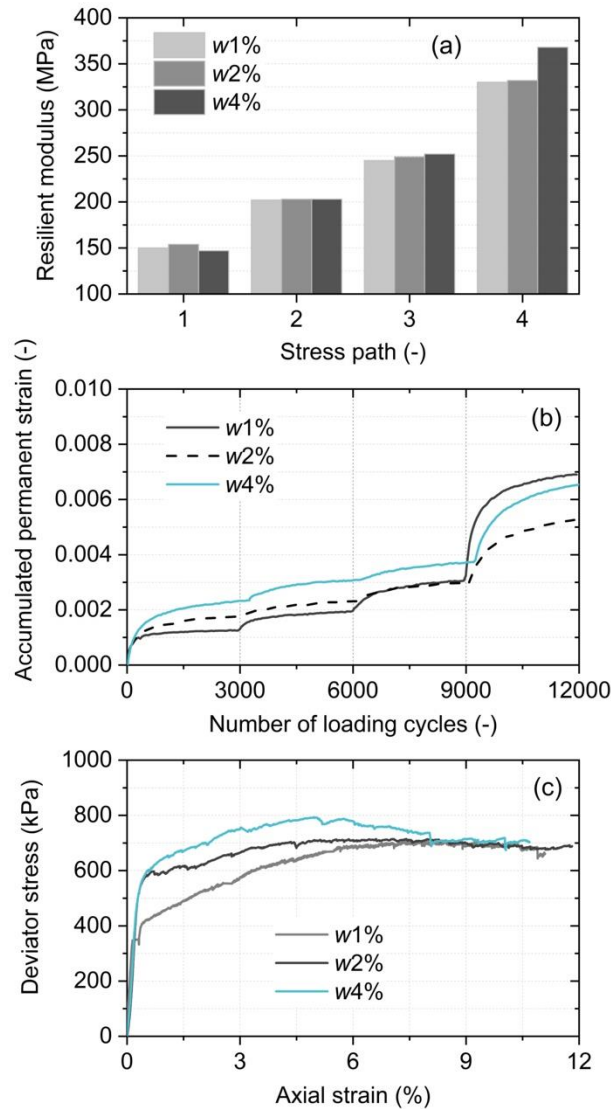 400
350
300
250
200
150
100
Resilient modulus (MPa)
w1%
w2%
w4%
(a)
1 2 3 4
Stress path (-)
0.010
0.008
0.006
0.004
0.002
0.000
Accumulated permanent strain (-)
w1%
w2%
w4%
(b)
0 3000 6000 9000 12000
Number of loading cycles (-)
1000
800
600
400
200
0
Deviator stress (kPa)
(c)
w1%
w2%
w4%
0 3 6 9 12
Axial strain (%)